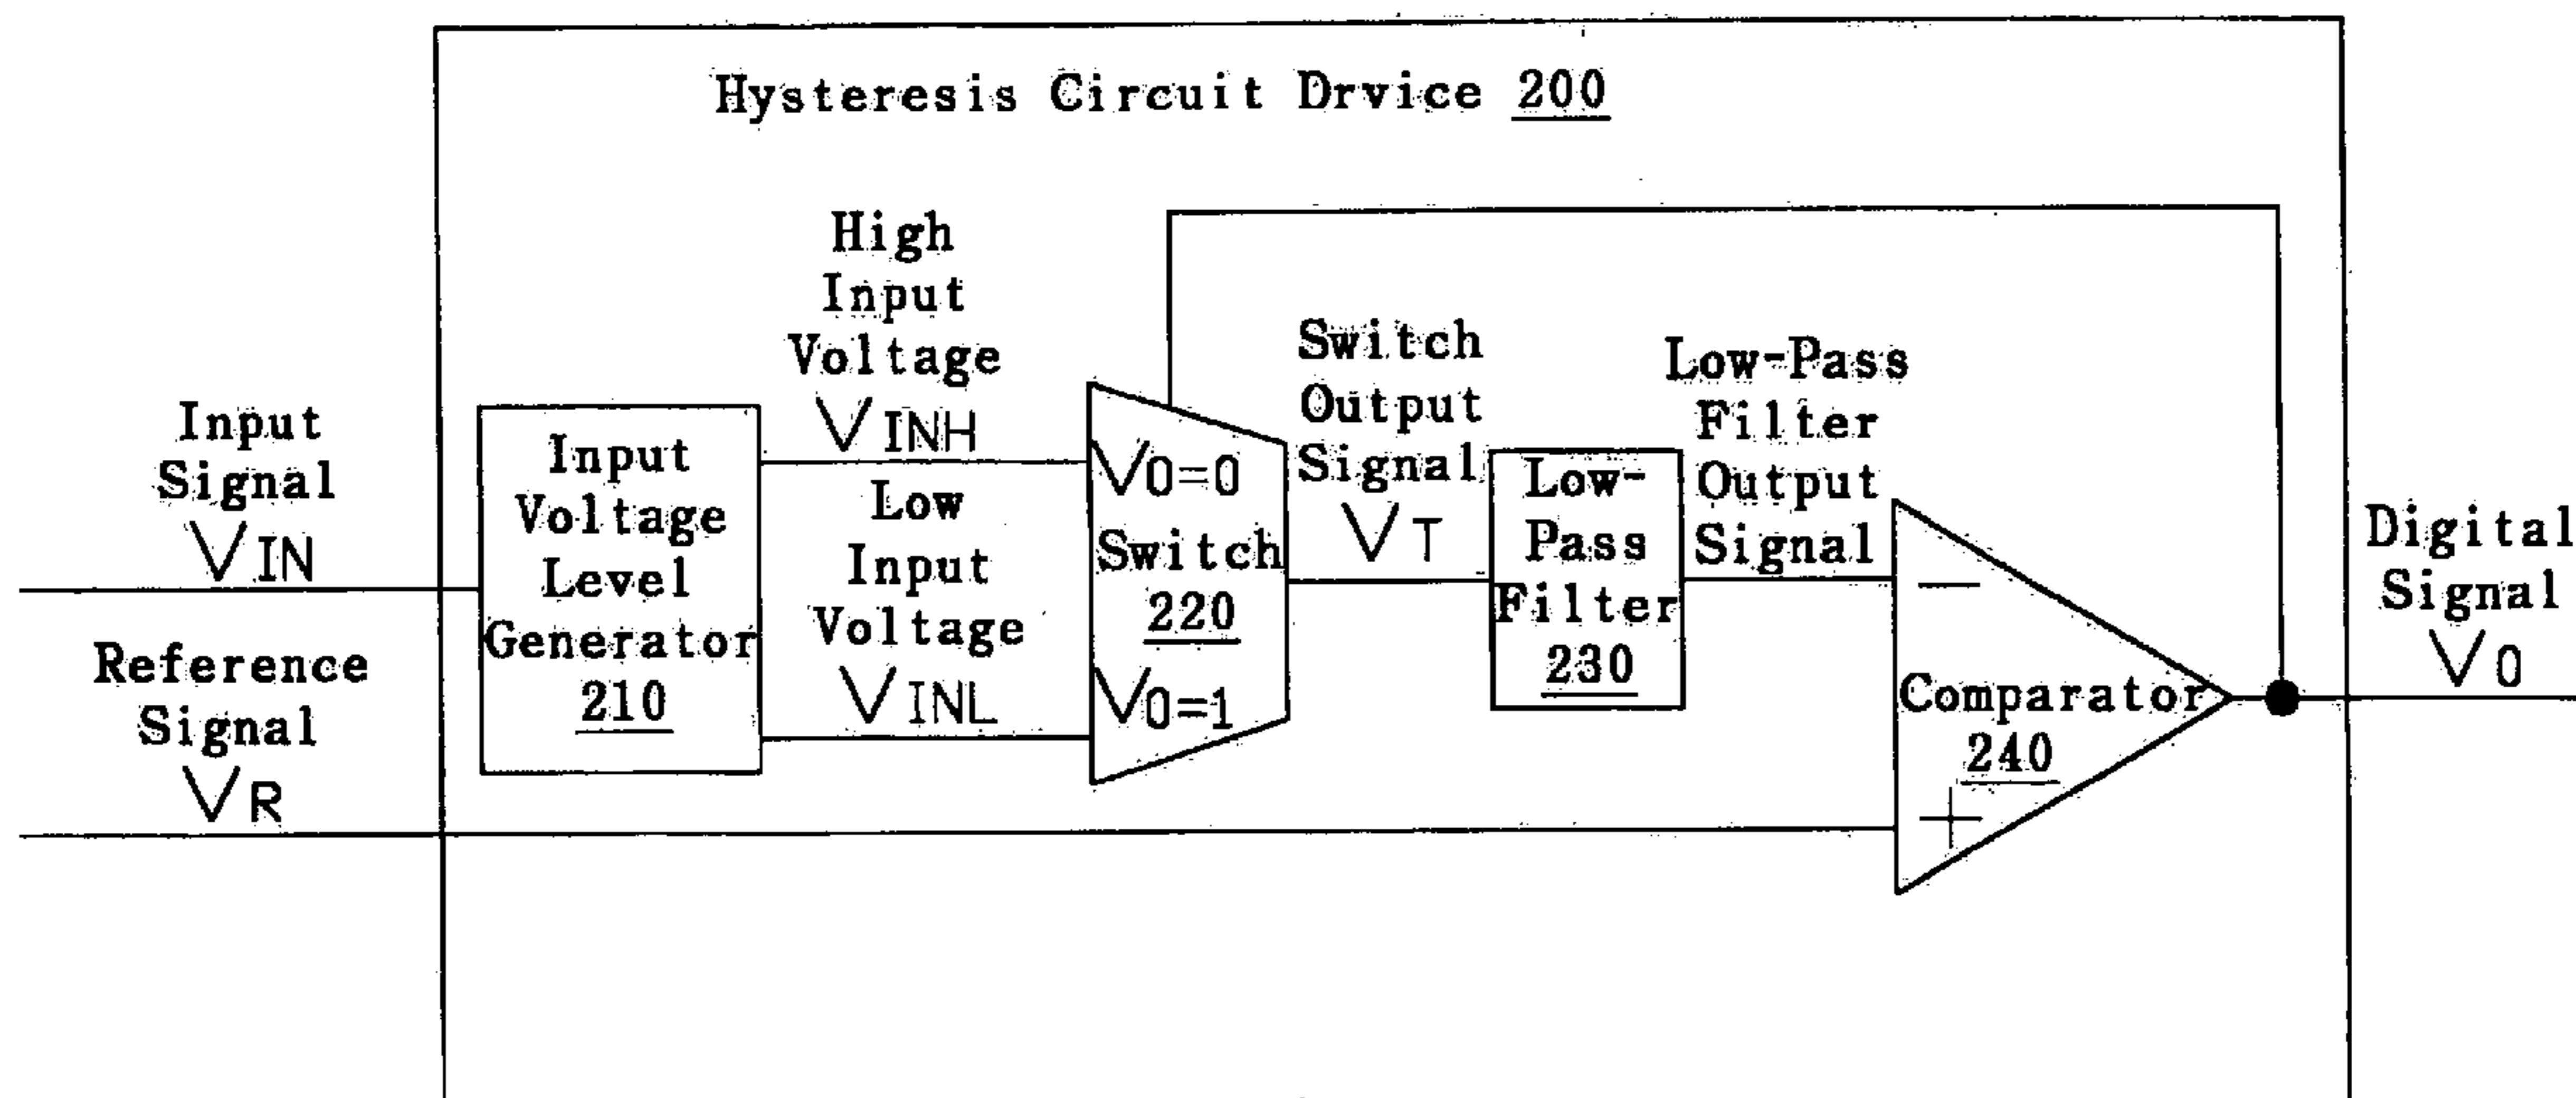 Hysteresis Circuit Drvice 200
Input
Signal
VIN
Reference
Signal
VR
Input
Voltage
Level
Generator
210
High
Input
Voltage
VINH
Low
Input
Voltage
VINL
V0=0
Switch
220
V0=1
Switch
Output
Signal
VT
Low-
Pass
Filter
230
Low-Pass
Filter
Output
Signal
−
Comparator
240
+
Digital
Signal
V0